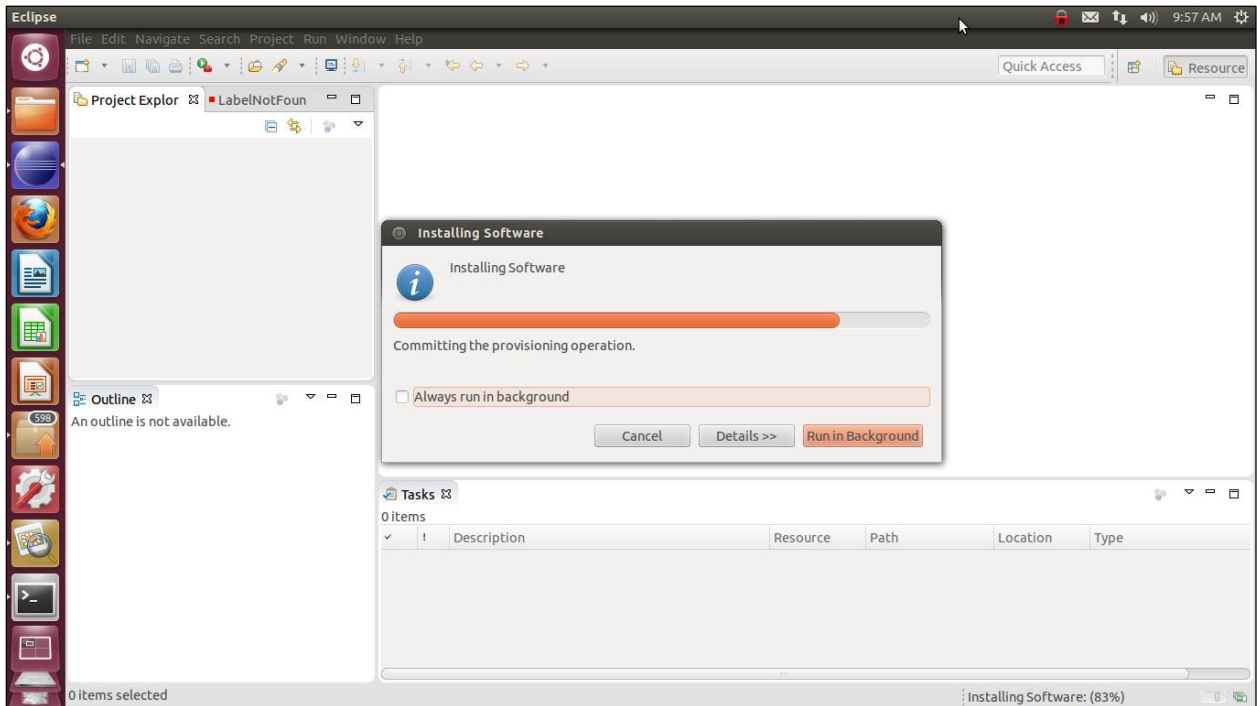 Eclipse 9:57 AM
File Edit Navigate Search Project Run Window Help
Quick Access Resource
Project Explor LabelNotFoun
Installing Software
Installing Software
i
Committing the provisioning operation.
Always run in background
Cancel Details >> Run in Background
Outline
An outline is not available.
598
Tasks
0 items
! Description Resource Path Location Type
>_
0 items selected Installing Software: (83%)